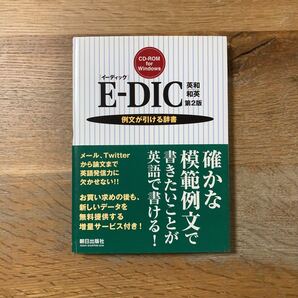 CD-ROM
for
Windows
イーディック
E-DIC
英和
和英
第2版
例文が引ける辞書
メール、Twitter
から論文まで
英語発信力に
欠かせない!!
お買い求めの後も、
新しいデータを
無料提供する
増量サービス付き!
確かな
模範例文で
書きたいことが
英語で書ける!
朝日出版社